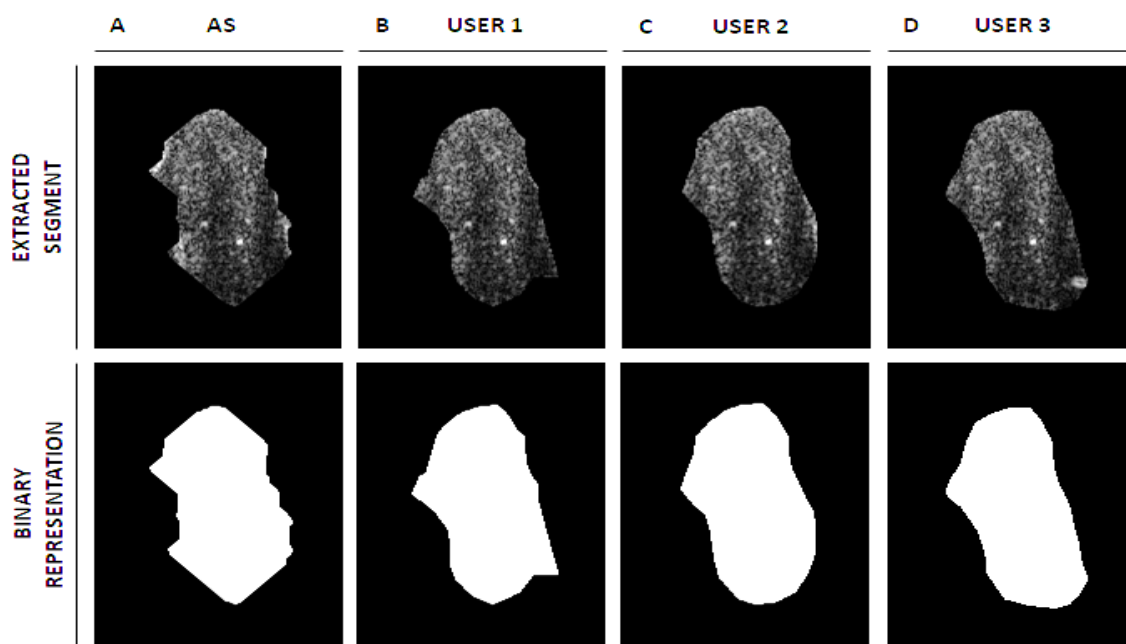 A AS
B USER 1
C USER 2
D USER 3
EXTRACTED
SEGMENT
BINARY
REPRESENTATION